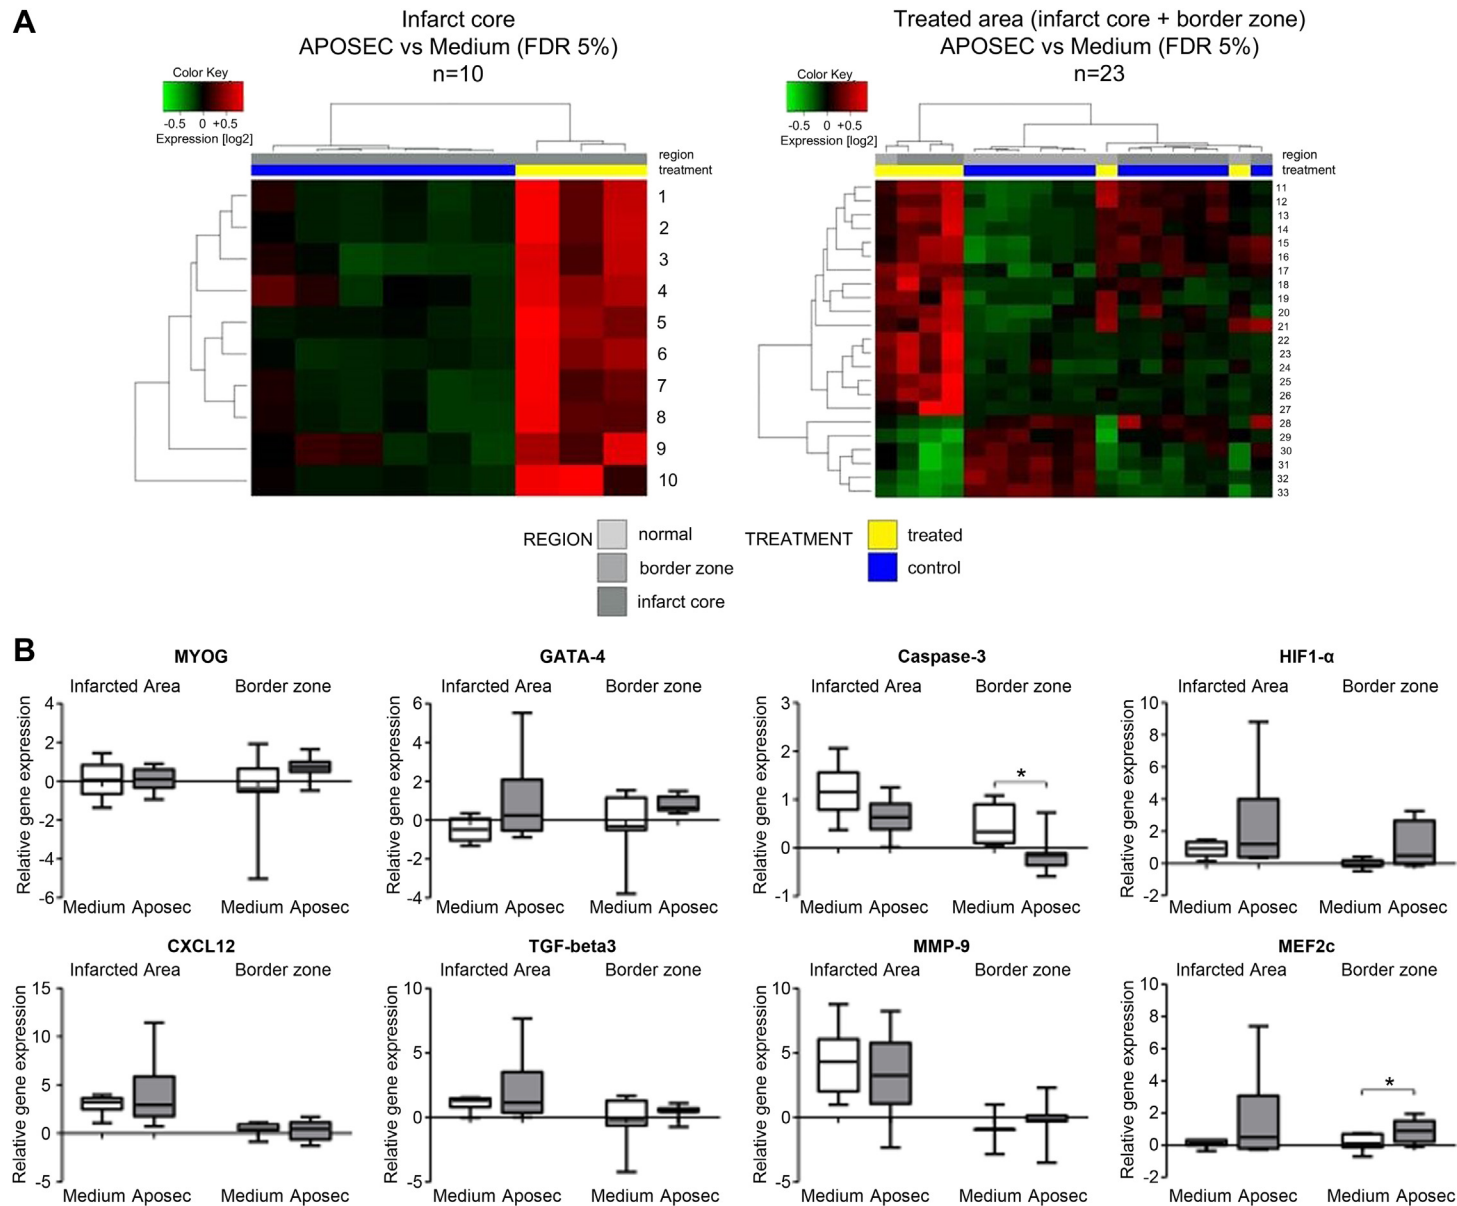 A
Infarct core
APOSEC vs Medium (FDR 5%)
n=10
Color Key
-0.5 0 +0.5
Expression [log2]
region
treatment
1
2
3
4
5
6
7
8
9
10
Treated area (infarct core + border zone)
APOSEC vs Medium (FDR 5%)
n=23
Color Key
-0.5 0 +0.5
Expression [log2]
region
treatment
11
12
13
14
15
16
17
18
19
20
21
22
23
24
25
26
27
28
29
30
31
32
33
REGION
normal
border zone
infarct core
TREATMENT
treated
control
B
MYOG
Infarcted Area Border zone
Relative gene expression
4
2
0
-2
-4
-6
Medium Aposec Medium Aposec
GATA-4
Infarcted Area Border zone
Relative gene expression
6
4
2
0
-2
-4
Medium Aposec Medium Aposec
Caspase-3
Infarcted Area Border zone
Relative gene expression
3
2
1
0
-1
*
Medium Aposec Medium Aposec
HIF1-α
Infarcted Area Border zone
Relative gene expression
10
8
6
4
2
0
-2
Medium Aposec Medium Aposec
CXCL12
Infarcted Area Border zone
Relative gene expression
15
10
5
0
-5
Medium Aposec Medium Aposec
TGF-beta3
Infarcted Area Border zone
Relative gene expression
10
5
0
-5
Medium Aposec Medium Aposec
MMP-9
Infarcted Area Border zone
Relative gene expression
10
5
0
-5
Medium Aposec Medium Aposec
MEF2c
Infarcted Area Border zone
Relative gene expression
10
8
6
4
2
0
-2
*
Medium Aposec Medium Aposec